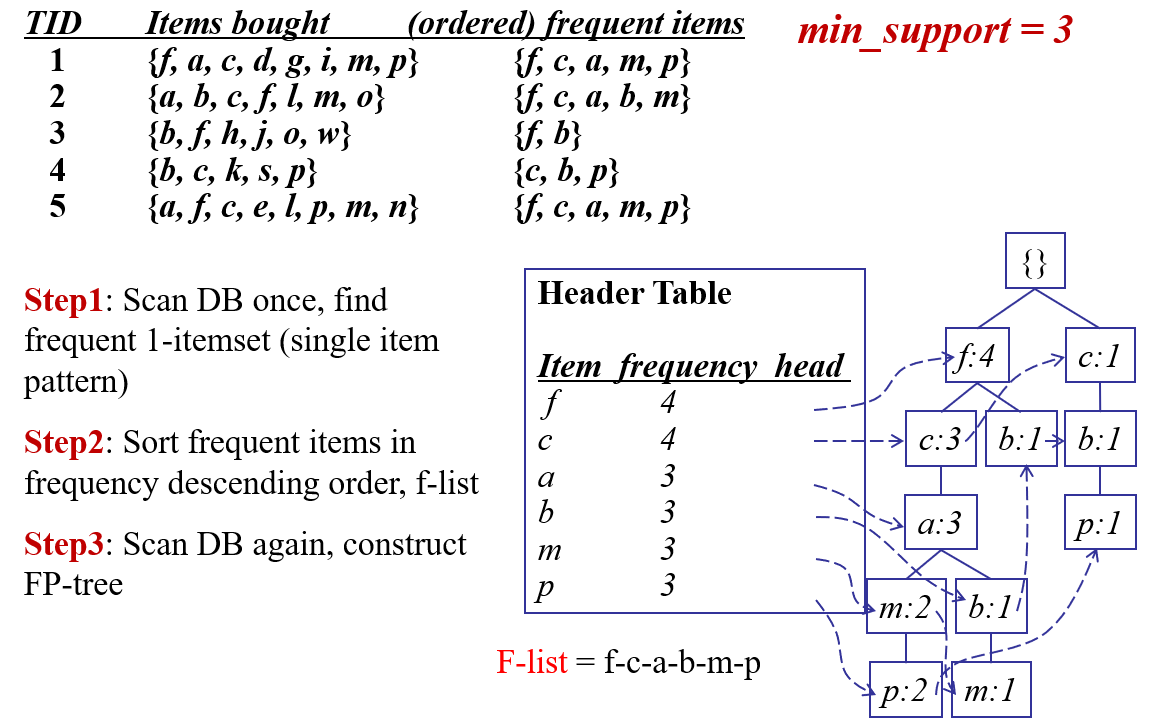 TID Items bought (ordered) frequent items
min_support = 3
1 {f, a, c, d, g, i, m, p} {f, c, a, m, p}
2 {a, b, c, f, l, m, o} {f, c, a, b, m}
3 {b, f, h, j, o, w} {f, b}
4 {b, c, k, s, p} {c, b, p}
5 {a, f, c, e, l, p, m, n} {f, c, a, m, p}
Step1: Scan DB once, find
frequent 1-itemset (single item
pattern)
Step2: Sort frequent items in
frequency descending order, f-list
Step3: Scan DB again, construct
FP-tree
Header Table
Item frequency head
f 4
c 4
a 3
b 3
m 3
p 3
F-list = f-c-a-b-m-p
{}
f:4 c:1
c:3 b:1 b:1
a:3 p:1
m:2 b:1
p:2 m:1